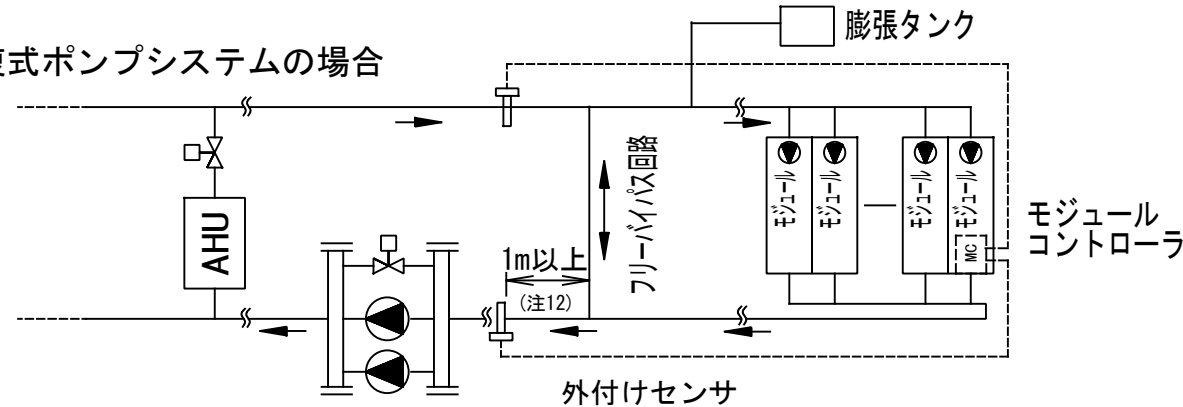 膨張タンク
復式ポンプシステムの場合
フリーバイパス回路
モジュール
モジュール
モジュール
モジュール
MC
モジュール
コントローラ
AHU
1m以上
(注12)
外付けセンサ